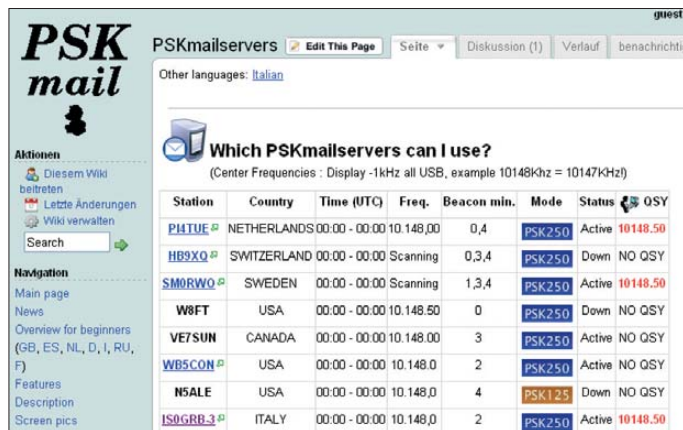 guest
PSK
mail
PSKmailservers Edit This Page Seite Diskussion (1) Verlauf benachrichti
Other languages: Italian
Aktionen
Diesem Wiki
beitreten
Letzte Änderungen
Wiki verwalten
Search
Navigation
Main page
News
Overview for beginners
(GB, ES, NL, D, I, RU,
F)
Features
Description
Screen pics
Which PSKmailservers can I use?
(Center Frequencies : Display -1kHz all USB, example 10148Khz = 10147KHz!)
Station Country Time (UTC) Freq. Beacon min. Mode Status QSY
PI4TUE NETHERLANDS 00:00 - 00:00 10.148,00 0,4 PSK250 Active 10148.50
HB9XQ SWITZERLAND 00:00 - 00:00 Scanning 0,3,4 PSK250 Down NO QSY
SM0RWO SWEDEN 00:00 - 00:00 Scanning 1,3,4 PSK250 Active 10148.50
W8FT USA 00:00 - 00:00 10.148.50 0 PSK250 Down NO QSY
VE7SUN CANADA 00:00 - 00:00 10.148.00 3 PSK250 Active NO QSY
WB5CON USA 00:00 - 00:00 10.148.0 2 PSK250 Active NO QSY
N5ALE USA 00:00 - 00:00 10.148,0 4 PSK125 Down NO QSY
IS0GRB-3 ITALY 00:00 - 00:00 10.148,0 2 PSK250 Active 10148.50